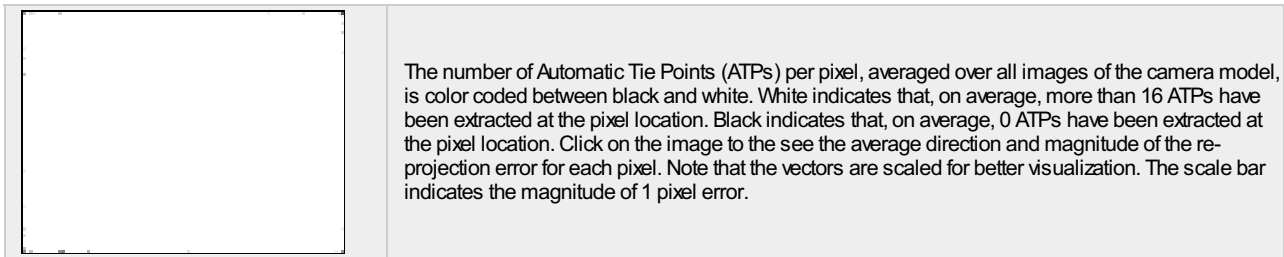 The number of Automatic Tie Points (ATPs) per pixel, averaged over all images of the camera model,
is color coded between black and white. White indicates that, on average, more than 16 ATPs have
been extracted at the pixel location. Black indicates that, on average, 0 ATPs have been extracted at
the pixel location. Click on the image to the see the average direction and magnitude of the re-
projection error for each pixel. Note that the vectors are scaled for better visualization. The scale bar
indicates the magnitude of 1 pixel error.